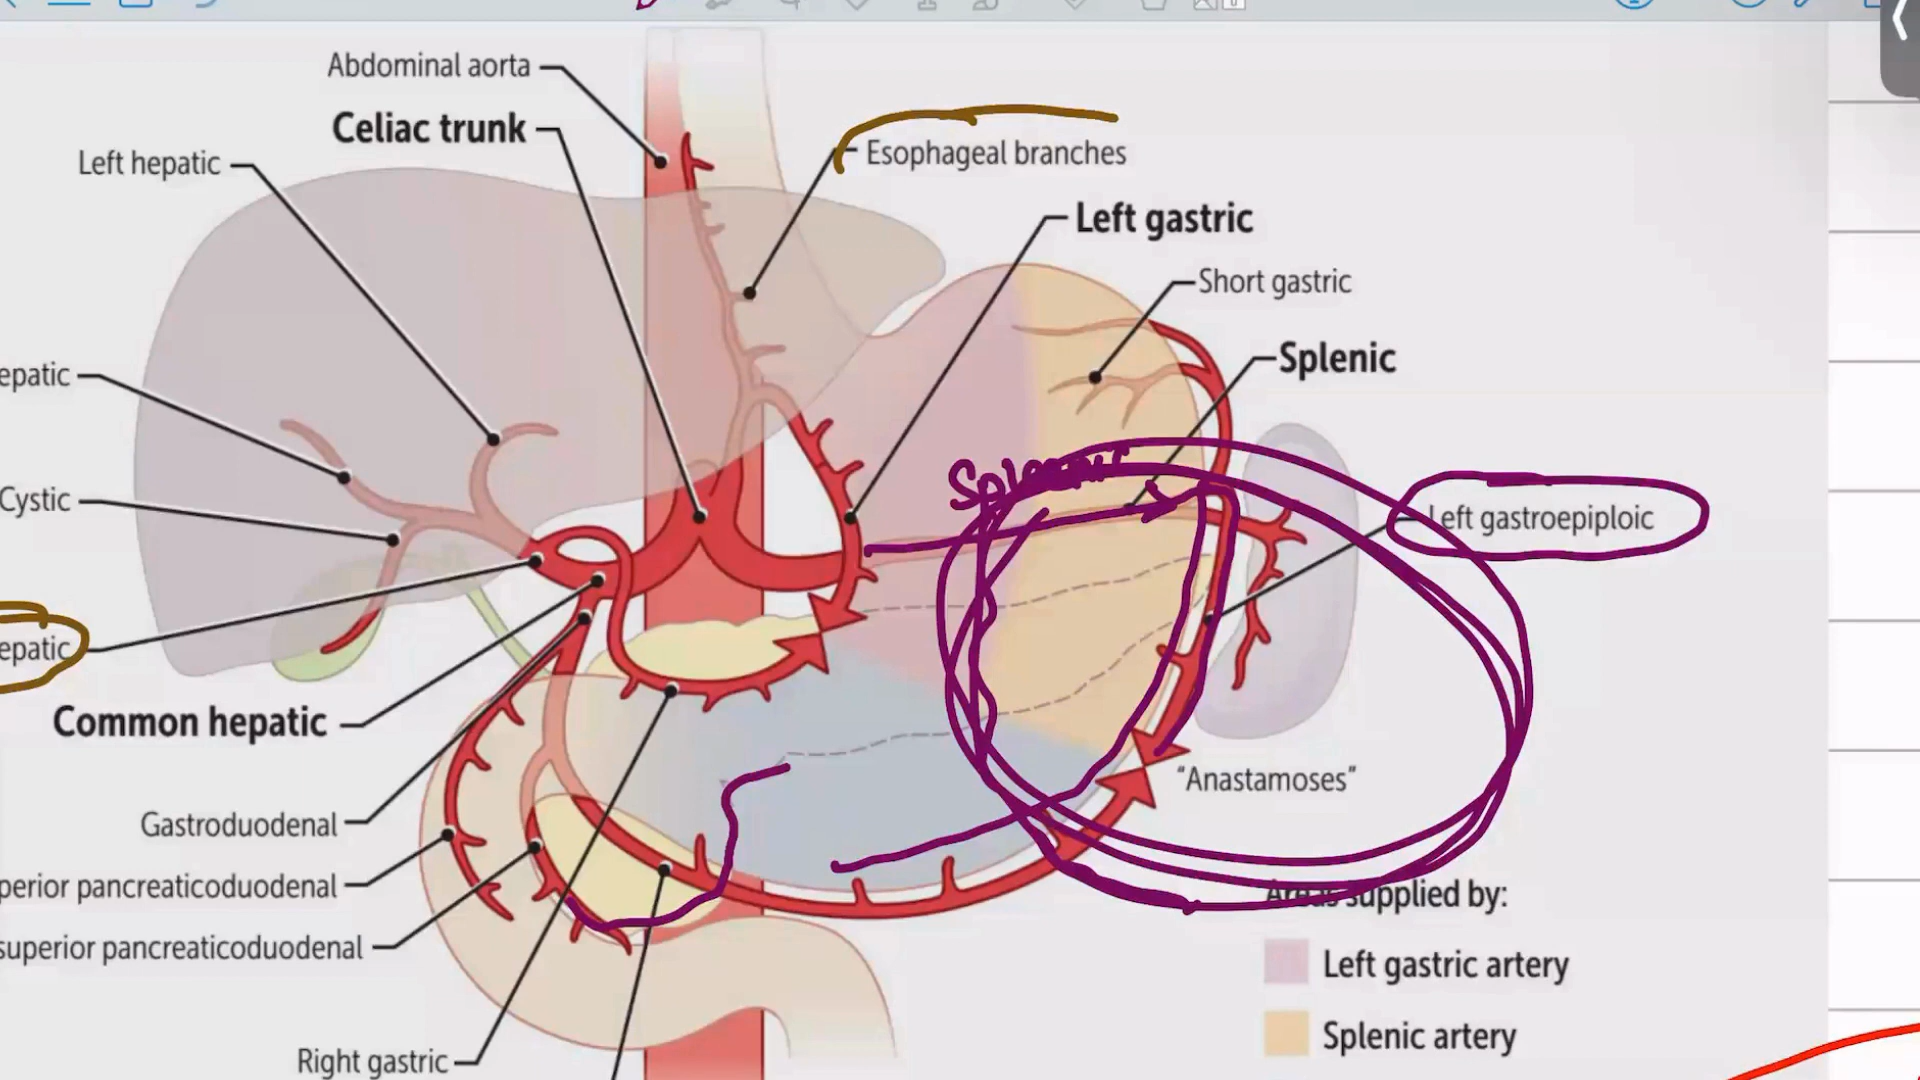 Abdominal aorta
Celiac trunk
Esophageal branches
Left hepatic
Left gastric
Short gastric
Splenic
epatic
Cystic
Left gastroepiploic
epatic
Common hepatic
"Anastamoses"
Gastroduodenal
perior pancreaticoduodenal
superior pancreaticoduodenal
Areas supplied by:
Left gastric artery
Splenic artery
Right gastric